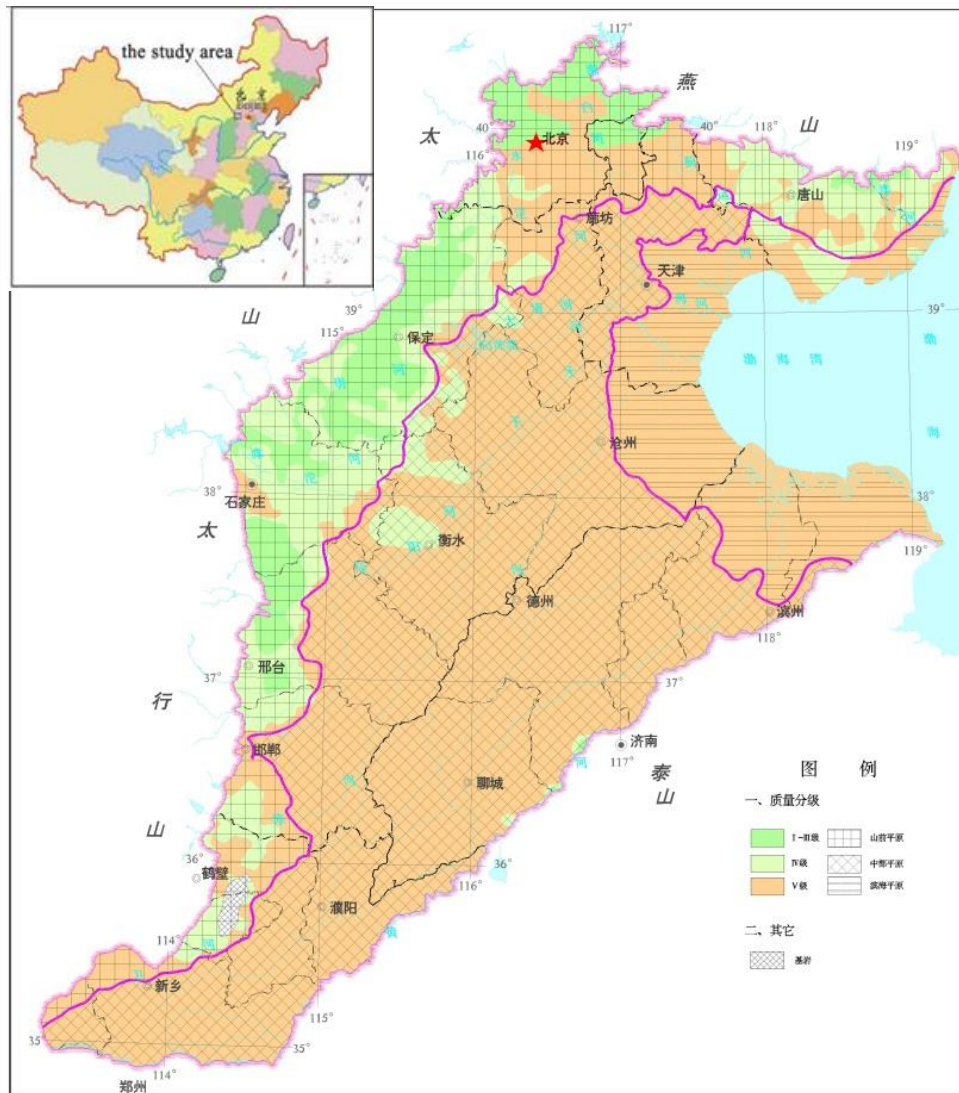 the study area
北 京
117°
燕
太
山
40°
北京
40°
118°
119°
116°
唐山
廊坊
天津
山
115°
39°
39°
保定
渤 海 湾
渤
海
沧州
38°
石家庄
38°
太
衡水
119°
德州
滨州
118°
邢台
37°
37°
行
邯郸
济南
117°
泰
山
聊城
山
36°
鹤壁
36°
116°
濮阳
114°
新乡
115°
35°
35°
114°
郑州
图 例
一、质量分级
Ⅰ-Ⅲ级
山前平原
Ⅳ级
中部平原
Ⅴ级
滨海平原
二、其它
基岩